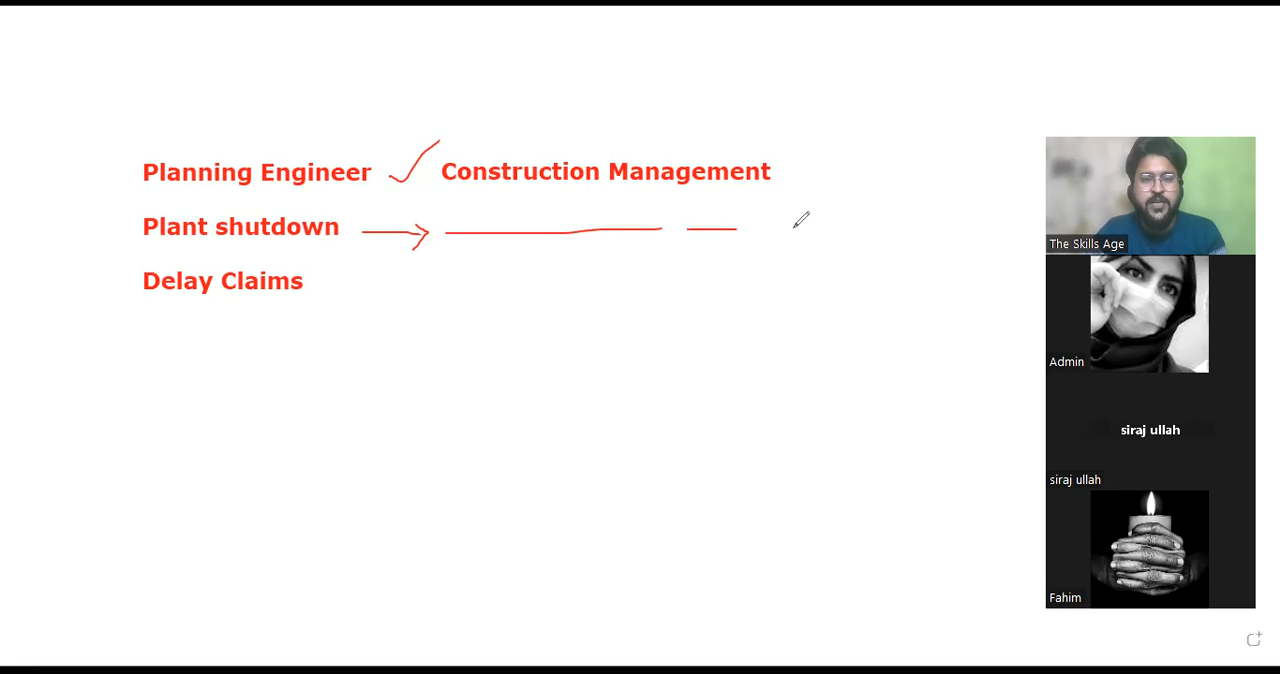 Planning Engineer Construction Management
Plant shutdown
Delay Claims
The Skills Age
Admin
siraj ullah
siraj ullah
Fahim